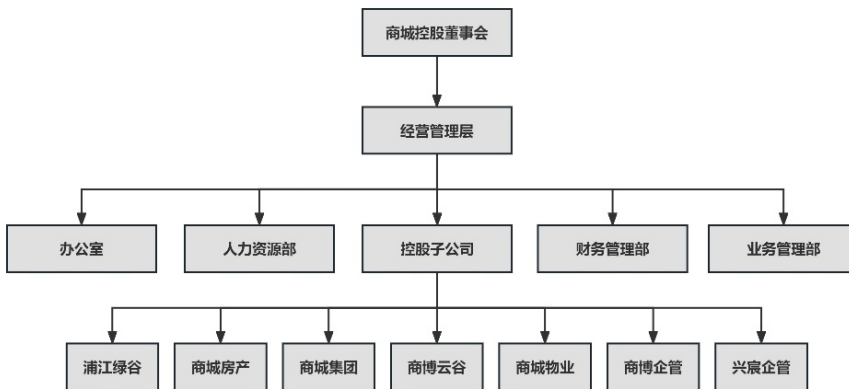 商城控股董事会
经营管理层
办公室
人力资源部
控股子公司
财务管理部
业务管理部
浦江绿谷
商城房产
商城集团
商博云谷
商城物业
商博企管
兴宸企管